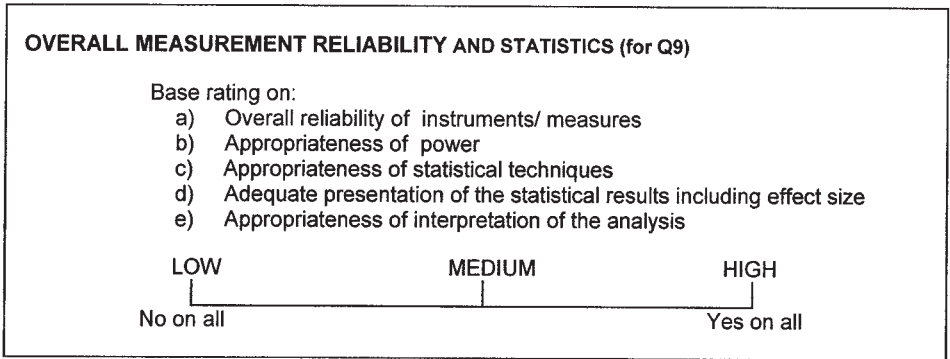 OVERALL MEASUREMENT RELIABILITY AND STATISTICS (for Q9)
Base rating on:
a) Overall reliability of instruments/ measures
b) Appropriateness of power
c) Appropriateness of statistical techniques
d) Adequate presentation of the statistical results including effect size
e) Appropriateness of interpretation of the analysis
LOW MEDIUM HIGH
No on all Yes on all